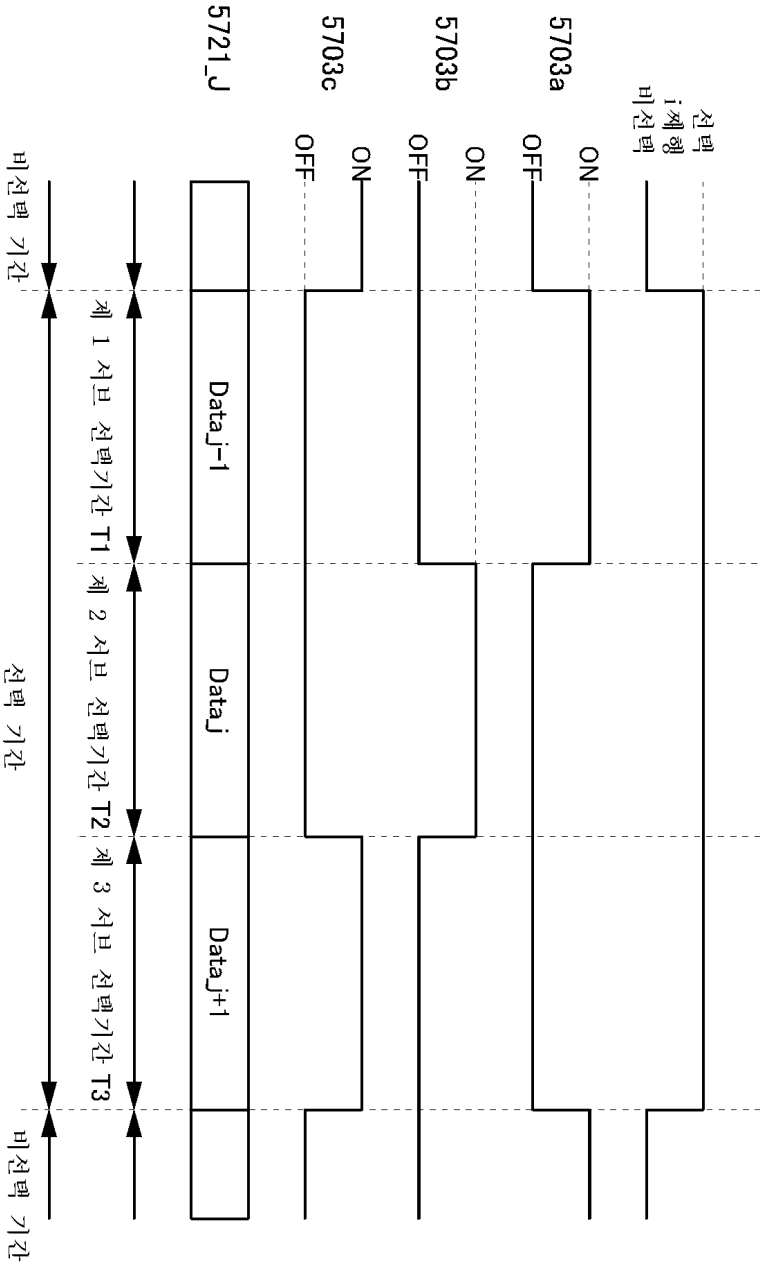 선택
i째행
비선택
5703a
ON
OFF
5703b
ON
OFF
5703c
ON
OFF
5721_J
Data_j-1
Data_j
Data_j+1
제 1 서브 선택기간 T1
제 2 서브 선택기간 T2
제 3 서브 선택기간 T3
비선택 기간
선택 기간
비선택 기간